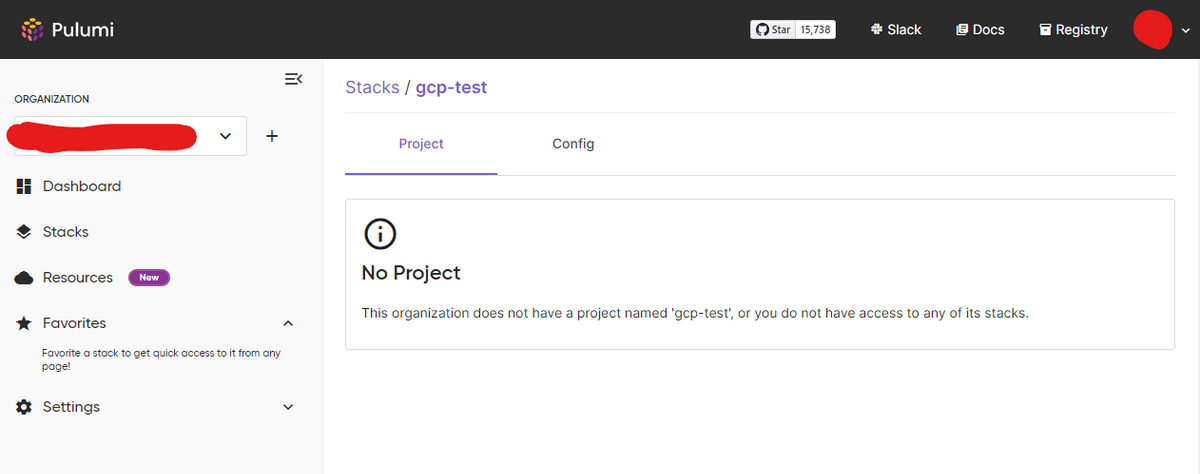 Pulumi
Star 15,738
Slack
Docs
Registry
ORGANIZATION
Dashboard
Stacks
Resources New
Favorites
Favorite a stack to get quick access to it from any
page!
Settings
Stacks / gcp-test
Project Config
No Project
This organization does not have a project named 'gcp-test', or you do not have access to any of its stacks.